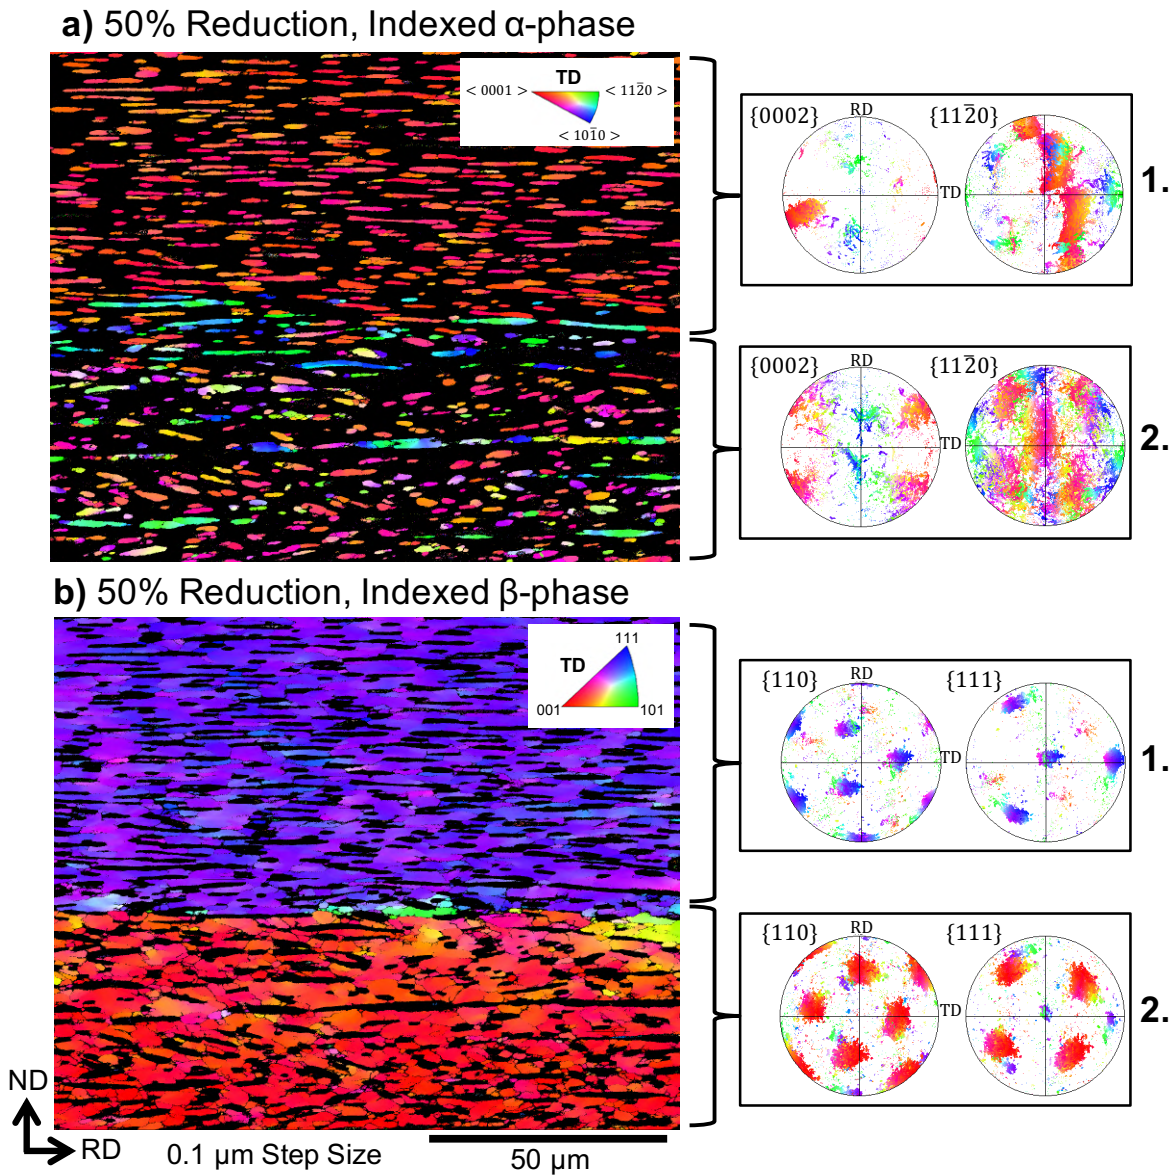 a) 50% Reduction, Indexed α-phase
TD
< 0001 >
< 112̅0 >
< 101̅0 >
{0002}
RD
{112̅0}
TD
1.
{0002}
RD
{112̅0}
TD
2.
b) 50% Reduction, Indexed β-phase
111
TD
001
101
{110}
RD
{111}
TD
1.
{110}
RD
{111}
TD
2.
ND
RD
0.1 µm Step Size
50 µm